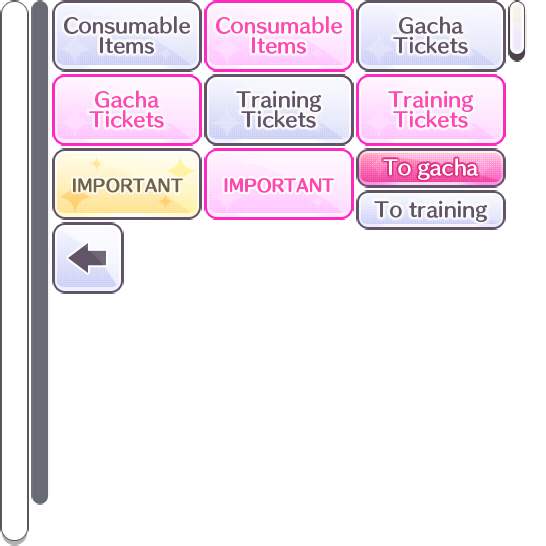 Consumable
Items
Consumable
Items
Gacha
Tickets
Gacha
Tickets
Training
Tickets
Training
Tickets
IMPORTANT
IMPORTANT
To gacha
To training